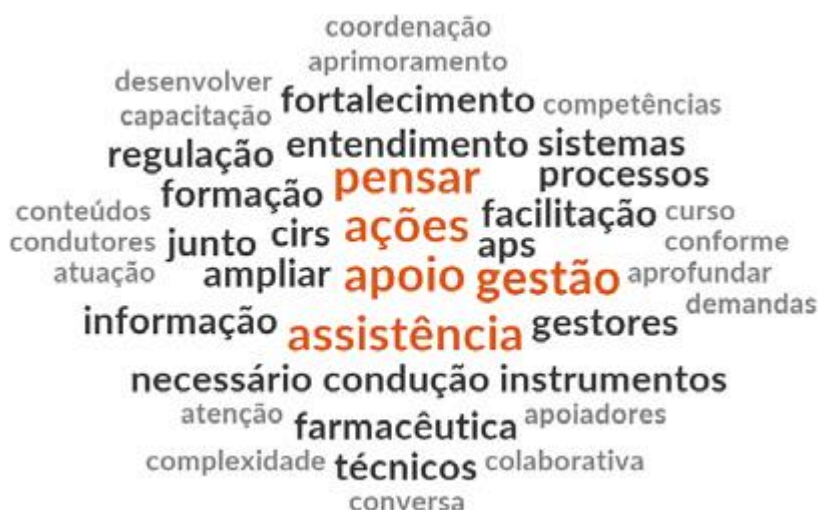 coordenação
aprimoramento
desenvolver fortalecimento competências
capacitação
regulação entendimento sistemas
formação pensar processos
conteúdos ações facilitação curso
condutores junto cirs aps conforme
atuação ampliar apoio gestão aprofundar
demandas
informação assistência gestores
necessário condução instrumentos
atenção farmacêutica apoiadores
complexidade técnicos colaborativa
conversa